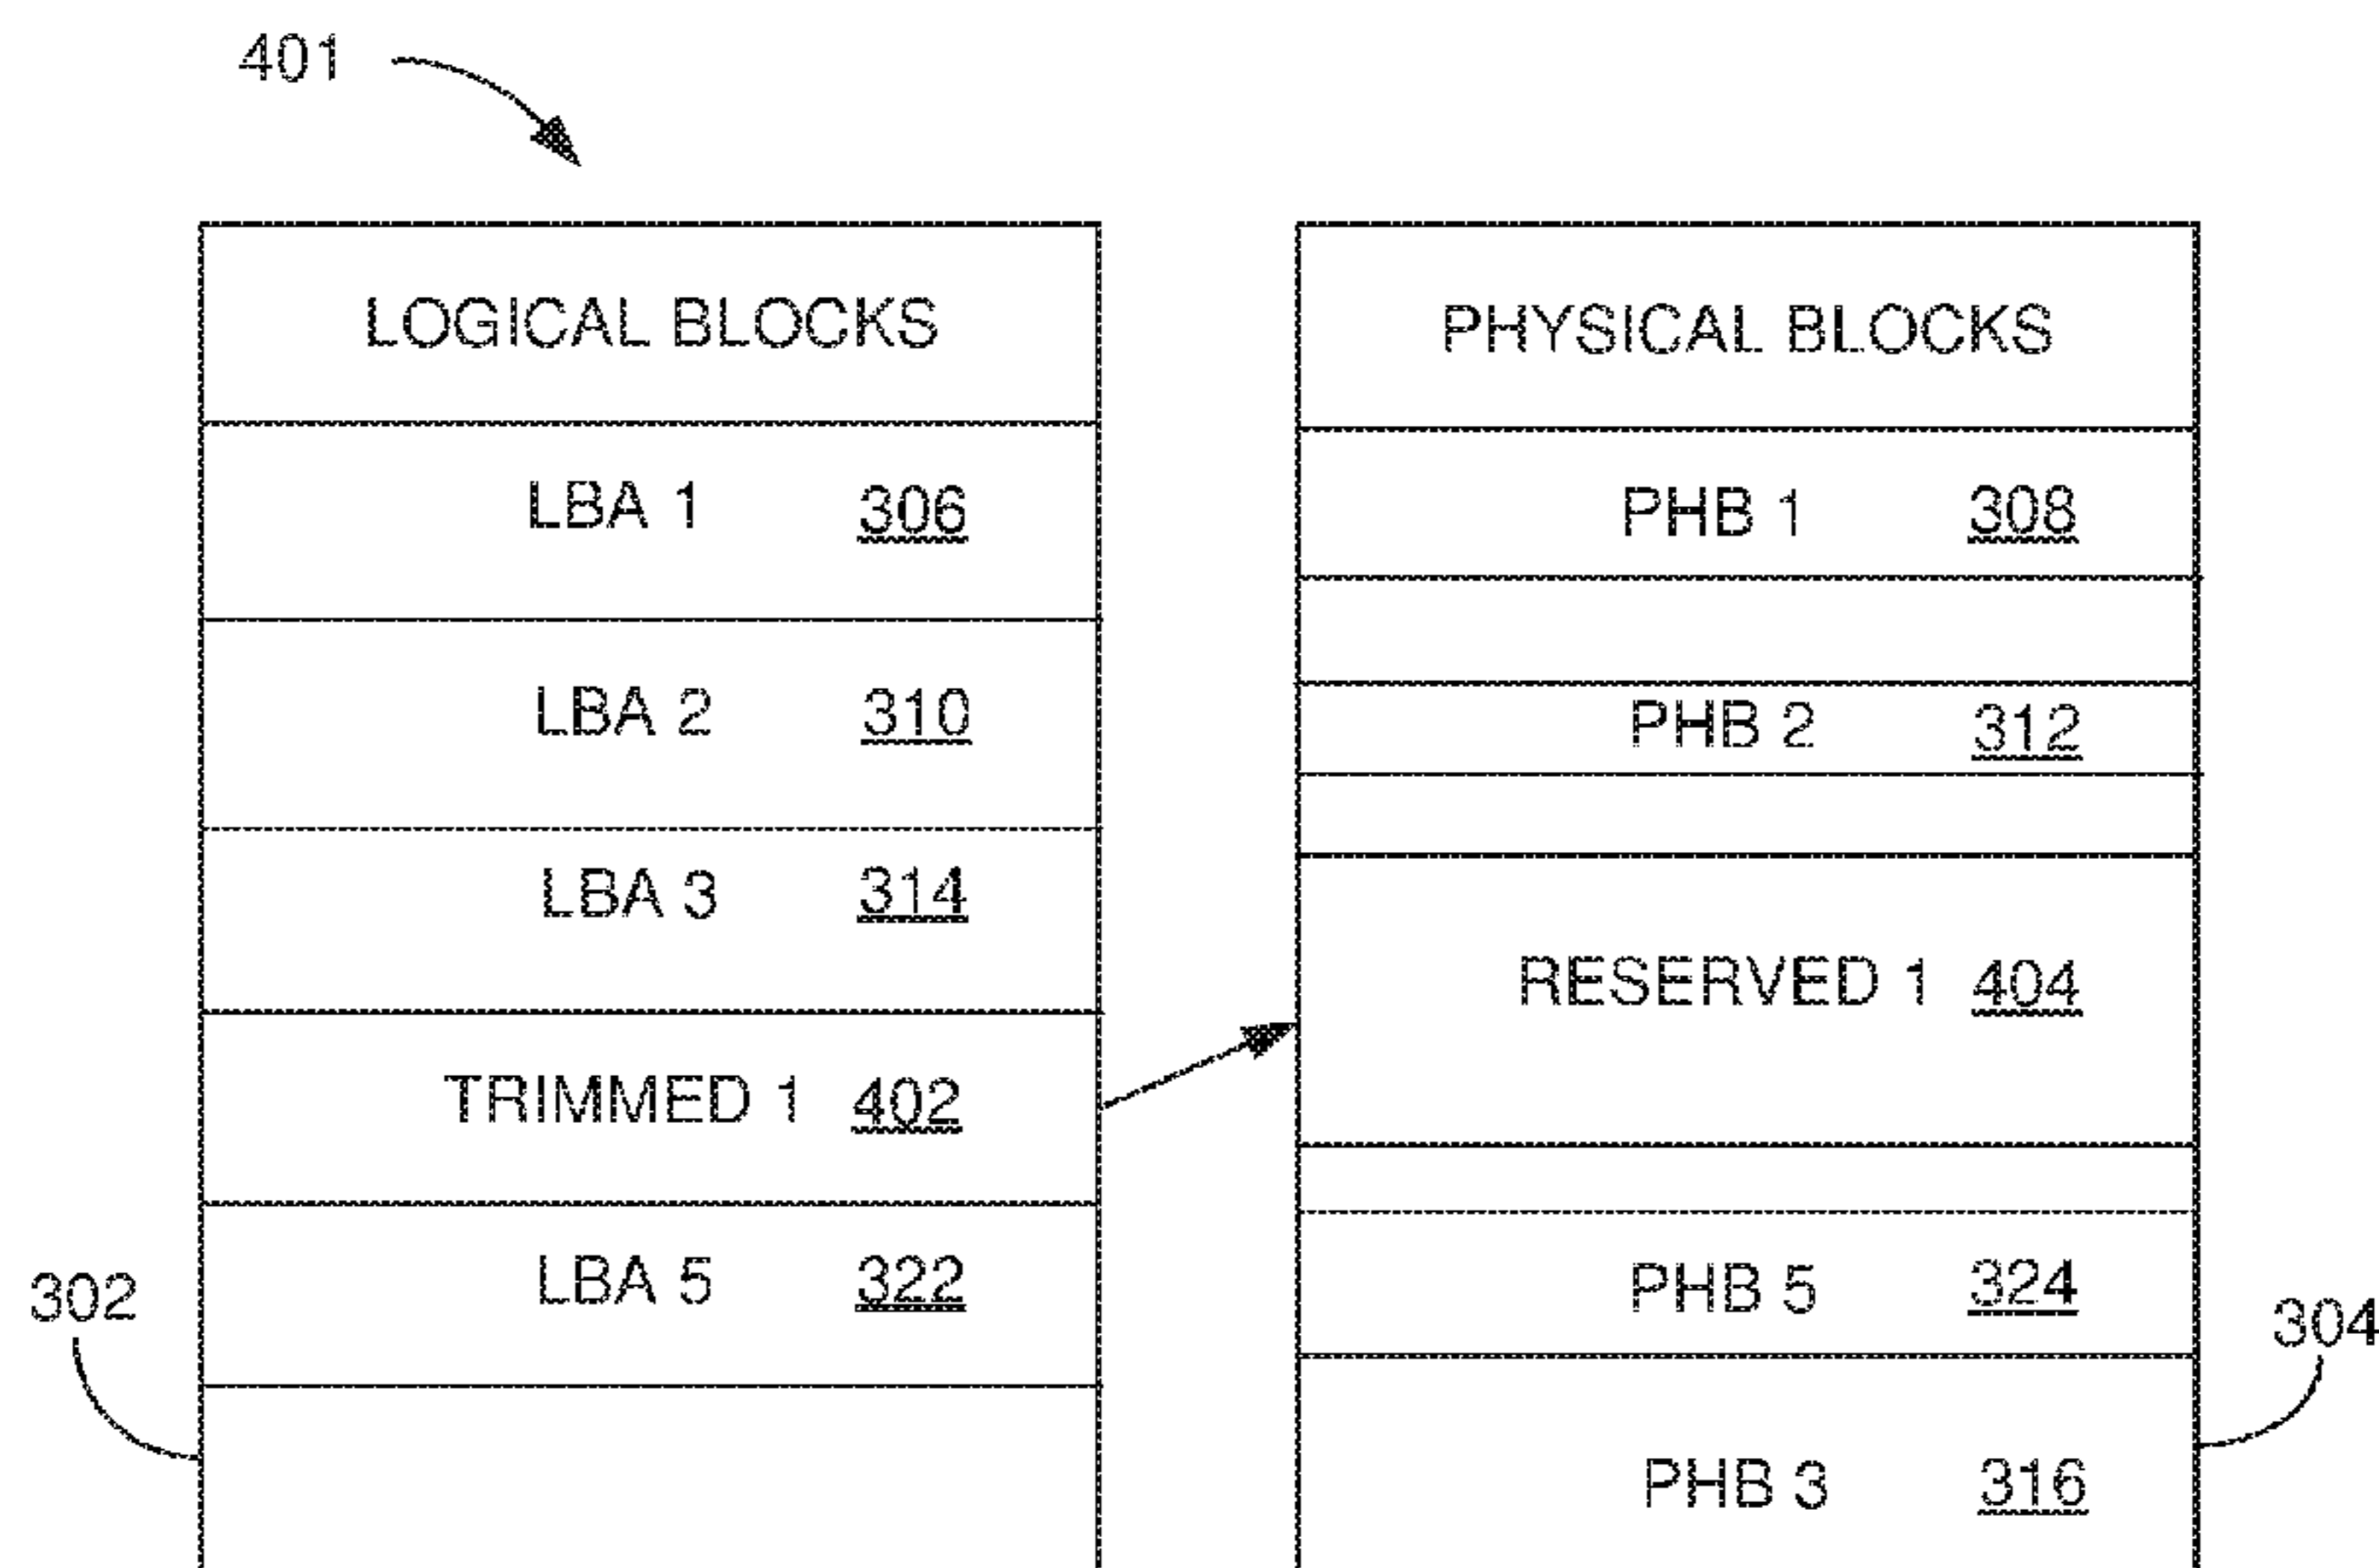 401
LOGICAL BLOCKS
LBA 1 306
LBA 2 310
LBA 3 314
TRIMMED 1 402
LBA 5 322
302
PHYSICAL BLOCKS
PHB 1 308
PHB 2 312
RESERVED 1 404
PHB 5 324
PHB 3 316
304